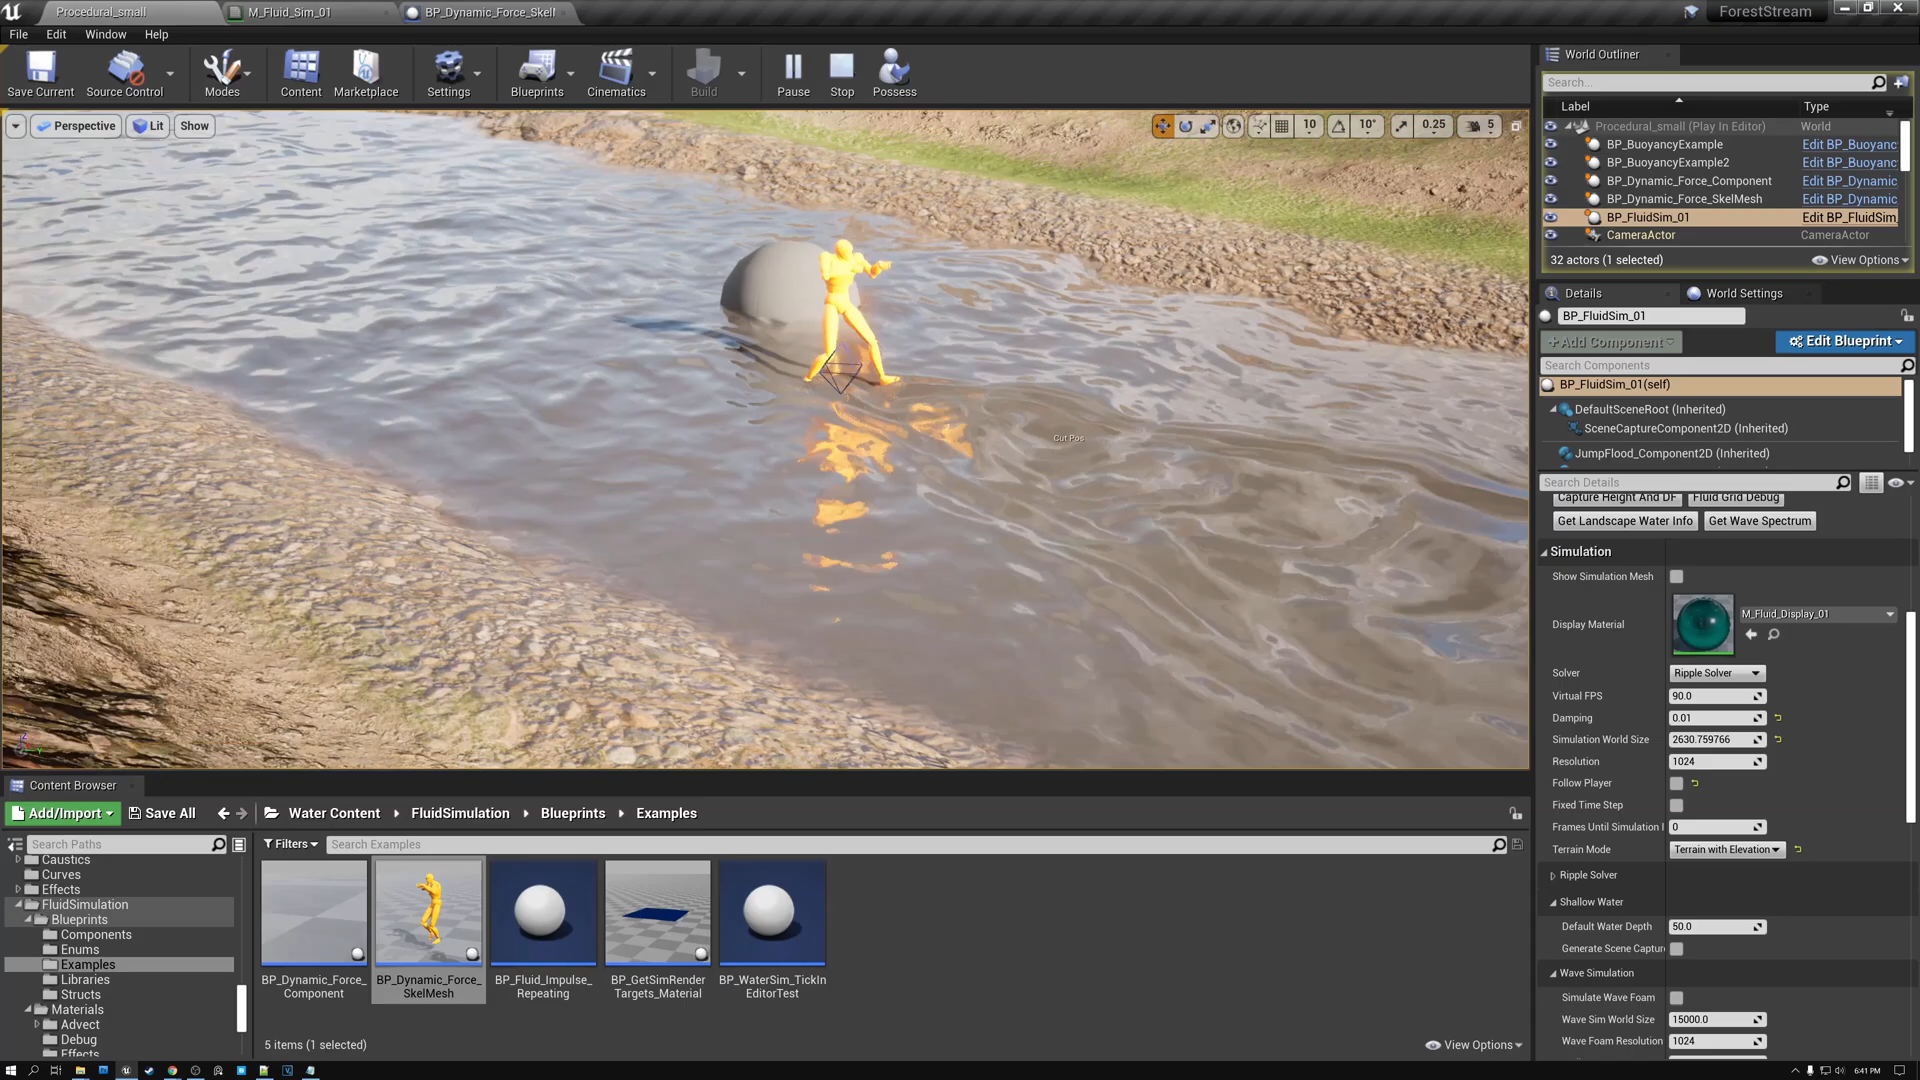 Procedural_small
M_Fluid_Sim_01
BP_Dynamic_Force_Skell
ForestStream
File Edit Window Help
Save Current
Source Control
Modes
Content
Marketplace
Settings
Blueprints
Cinematics
Build
Pause
Stop
Possess
Perspective
Lit
Show
10
10°
0.25
5
Cut Pos
World Outliner
Search...
Label Type
Procedural_small (Play In Editor) World
BP_BuoyancyExample Edit BP_Buoyanc
BP_BuoyancyExample2 Edit BP_Buoyanc
BP_Dynamic_Force_Component Edit BP_Dynamic
BP_Dynamic_Force_SkelMesh Edit BP_Dynamic
BP_FluidSim_01 Edit BP_FluidSim_
CameraActor CameraActor
32 actors (1 selected) View Options
Details World Settings
BP_FluidSim_01
+Add Component Edit Blueprint
Search Components
BP_FluidSim_01(self)
DefaultSceneRoot (Inherited)
SceneCaptureComponent2D (Inherited)
JumpFlood_Component2D (Inherited)
Search Details
Capture Height And DF Fluid Grid Debug
Get Landscape Water Info Get Wave Spectrum
Simulation
Show Simulation Mesh
Display Material M_Fluid_Display_01
Solver Ripple Solver
Virtual FPS 90.0
Damping 0.01
Simulation World Size 2630.759766
Resolution 1024
Follow Player
Fixed Time Step
Frames Until Simulation I 0
Terrain Mode Terrain with Elevation
Ripple Solver
Shallow Water
Default Water Depth 50.0
Generate Scene Captur
Wave Simulation
Simulate Wave Foam
Wave Sim World Size 15000.0
Wave Foam Resolution 1024
Content Browser
Add/Import Save All Water Content FluidSimulation Blueprints Examples
Search Paths
Filters Search Examples
Caustics
Curves
Effects
FluidSimulation
Blueprints
Components
Enums
Examples
Libraries
Structs
Materials
Advect
Debug
Effects
BP_Dynamic_Force_
Component
BP_Dynamic_Force_
SkelMesh
BP_Fluid_Impulse_
Repeating
BP_GetSimRender
Targets_Material
BP_WaterSim_TickIn
EditorTest
5 items (1 selected) View Options
6:41 PM